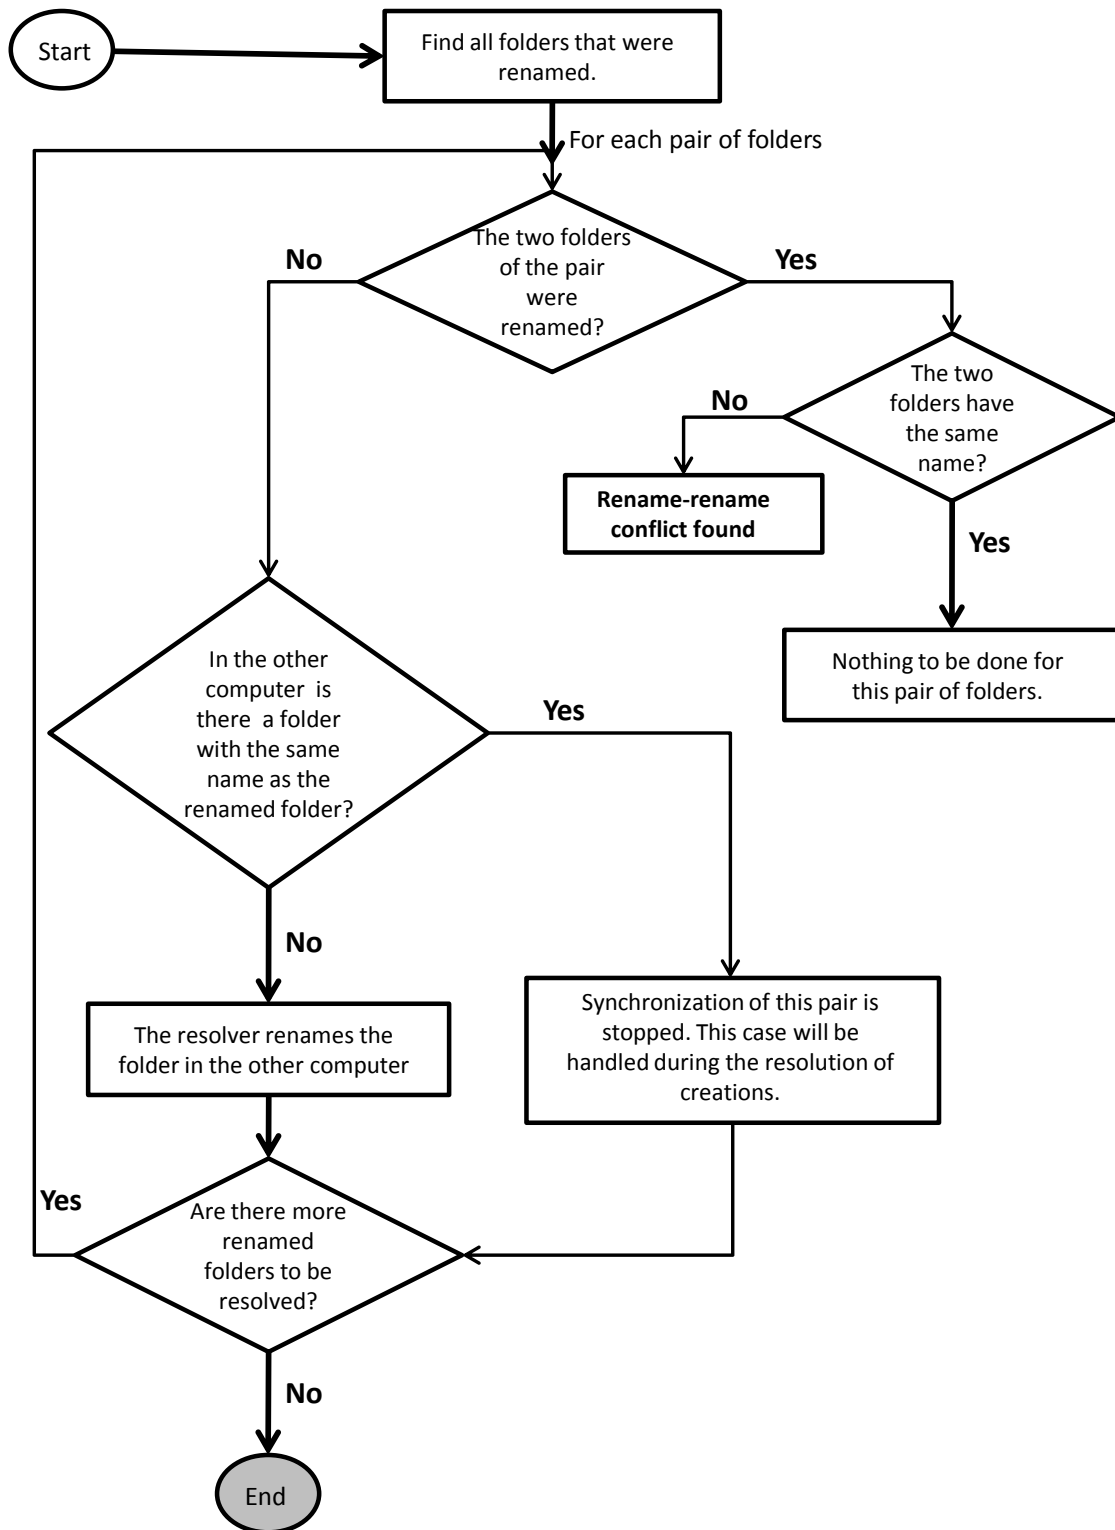 Start
Find all folders that were
renamed.
For each pair of folders
The two folders
of the pair
were
renamed?
No
Yes
The two
folders have
the same
name?
No
Rename-rename
conflict found
Yes
Nothing to be done for
this pair of folders.
In the other
computer is
there a folder
with the same
name as the
renamed folder?
Yes
No
The resolver renames the
folder in the other computer
Synchronization of this pair is
stopped. This case will be
handled during the resolution of
creations.
Yes
Are there more
renamed
folders to be
resolved?
No
End